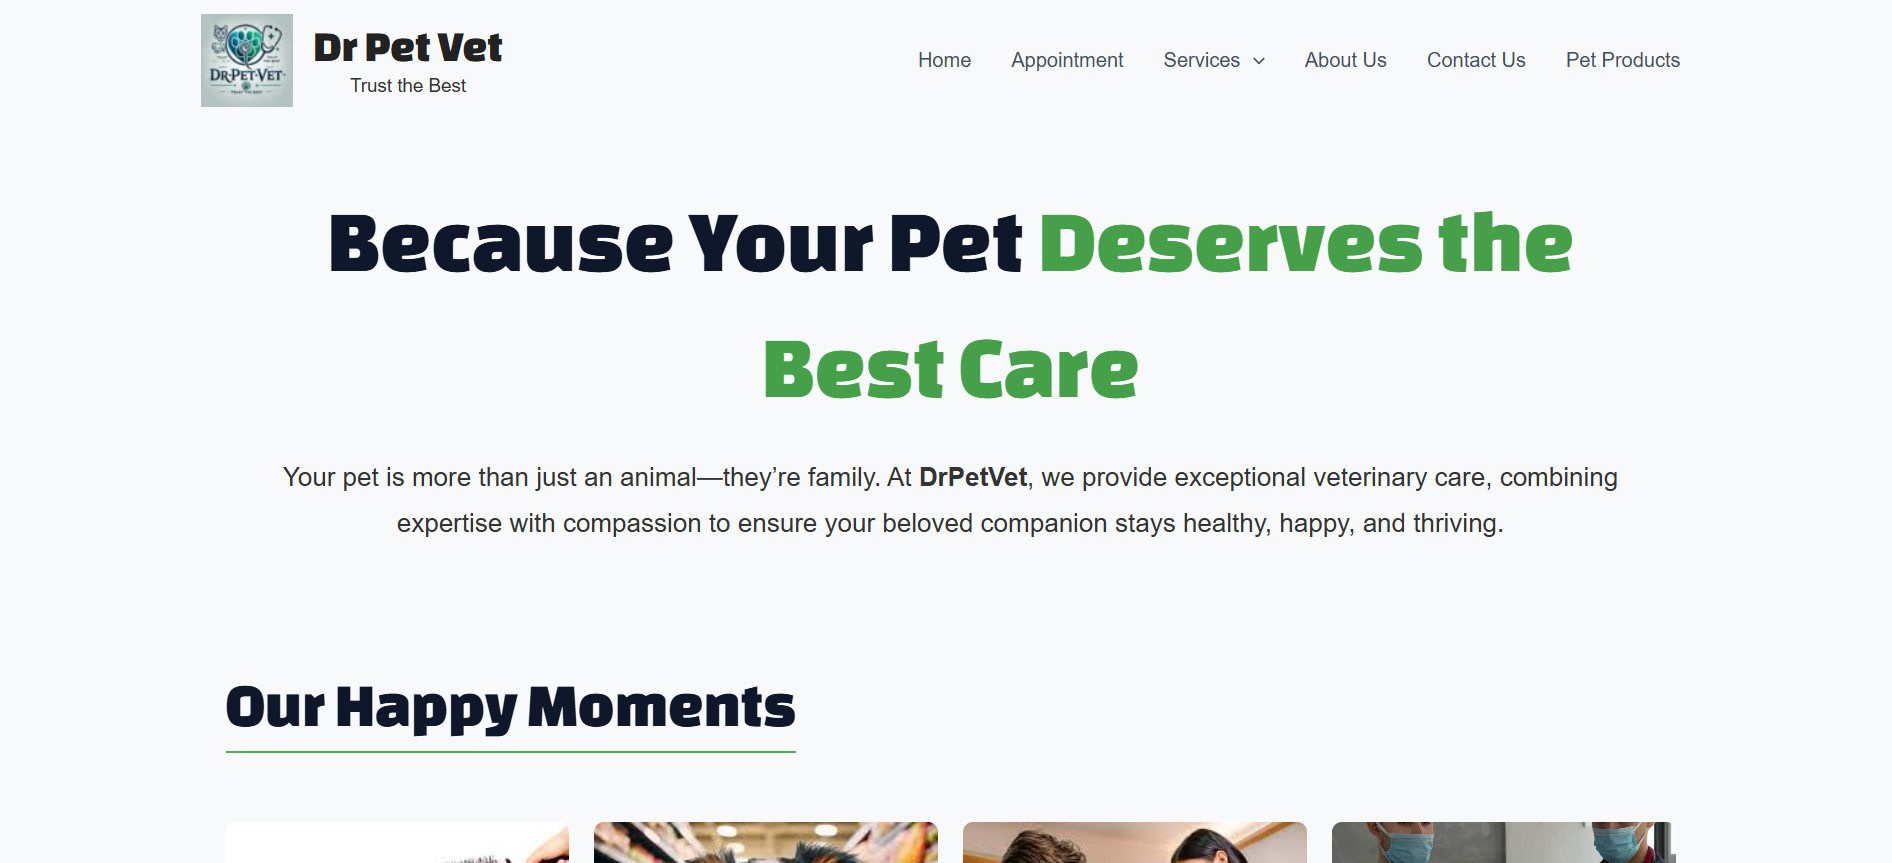 DR·PET·VET
TRUST THE BEST
Dr Pet Vet
Trust the Best
Home
Appointment
Services
About Us
Contact Us
Pet Products
Because Your Pet Deserves the
Best Care
Your pet is more than just an animal—they’re family. At DrPetVet, we provide exceptional veterinary care, combining
expertise with compassion to ensure your beloved companion stays healthy, happy, and thriving.
Our Happy Moments